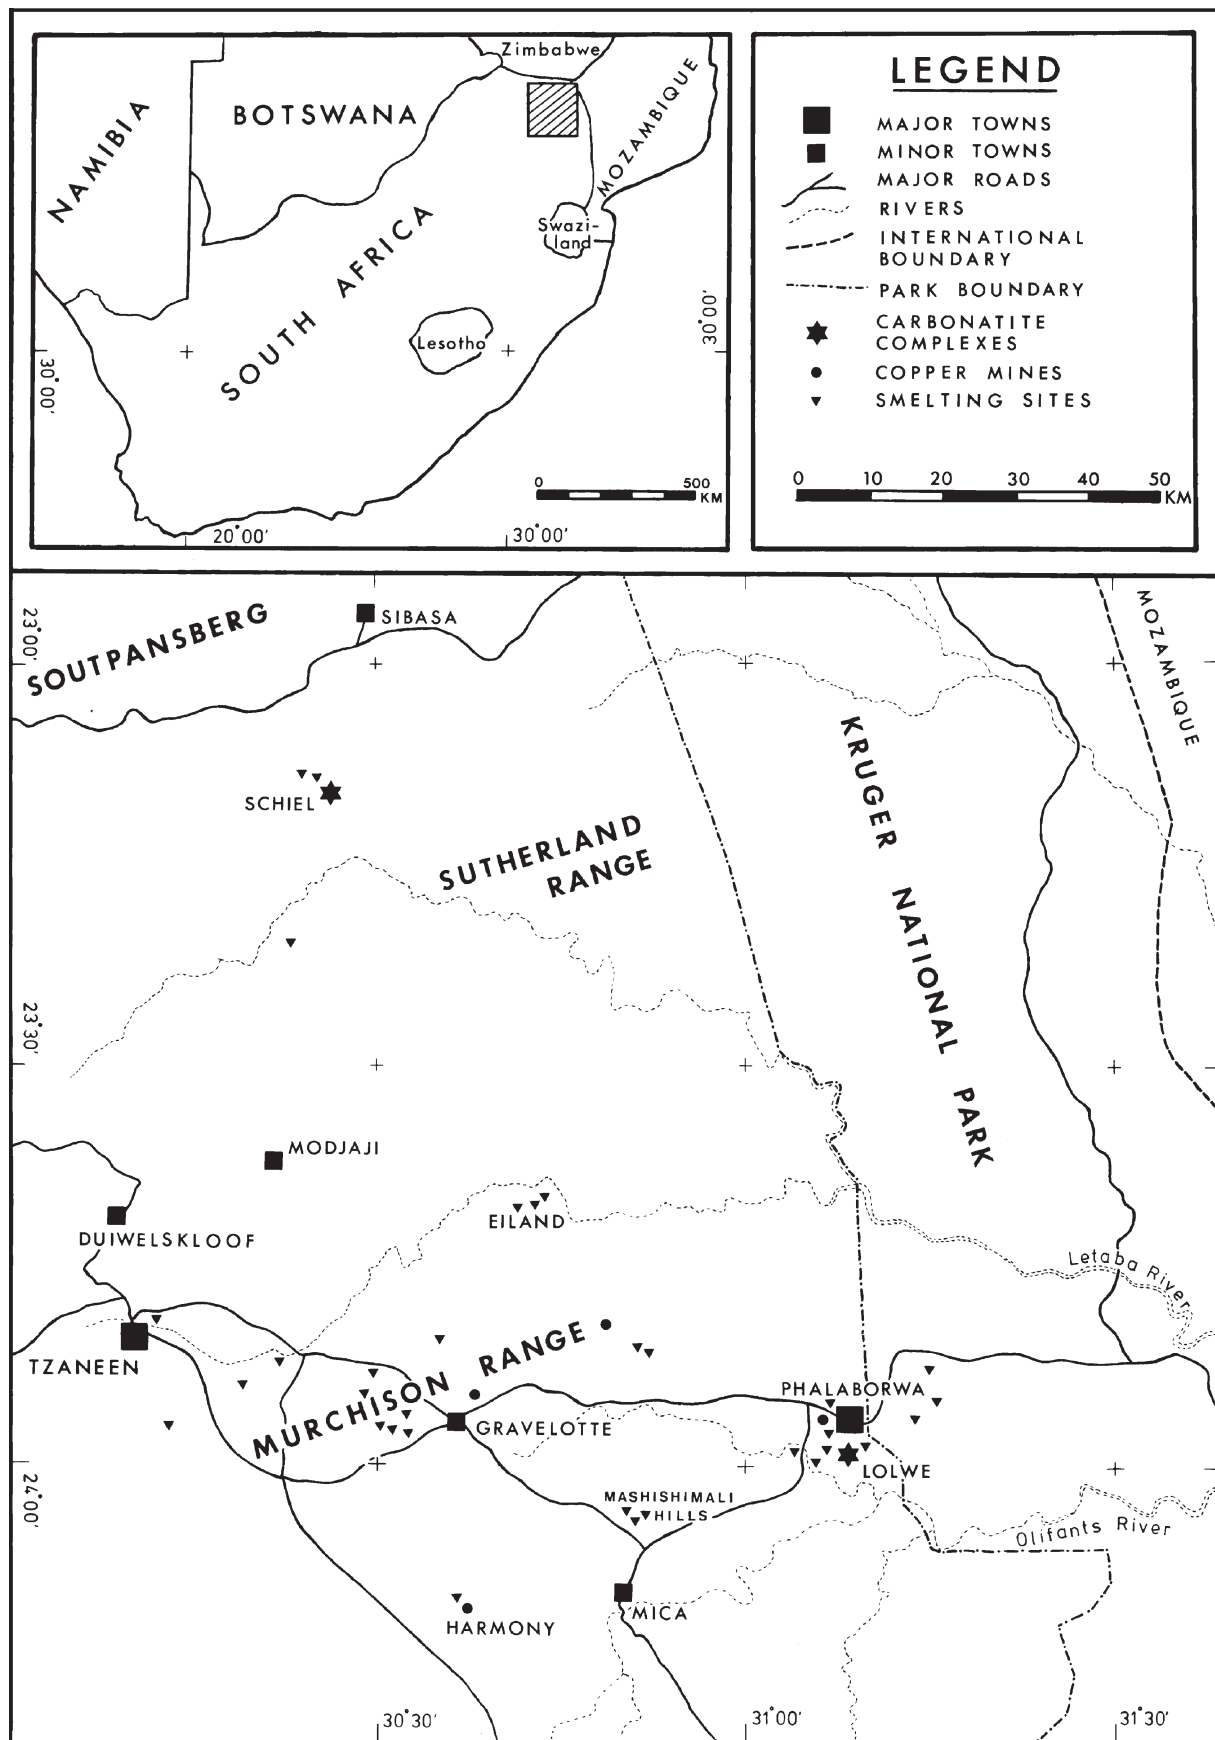 Zimbabwe
BOTSWANA
NAMIBIA
MOZAMBIQUE
SOUTH AFRICA
Swazi-
land
Lesotho
30°00'
30°00'
0 500
KM
20°00'
30°00'
LEGEND
MAJOR TOWNS
MINOR TOWNS
MAJOR ROADS
RIVERS
INTERNATIONAL
BOUNDARY
PARK BOUNDARY
CARBONATITE
COMPLEXES
COPPER MINES
SMELTING SITES
0 10 20 30 40 50
KM
SOUTPANSBERG
SIBASA
23°00'
MOZAMBIQUE
KRUGER NATIONAL PARK
SCHIEL
SUTHERLAND
RANGE
23°30'
MODJAJI
DUIWELSKLOOF
EILAND
Letaba River
TZANEEN
MURCHISON RANGE
PHALABORWA
GRAVELOTTE
LOLWE
24°00'
MASHISHIMALI
HILLS
Olifants River
MICA
HARMONY
30°30'
31°00'
31°30'